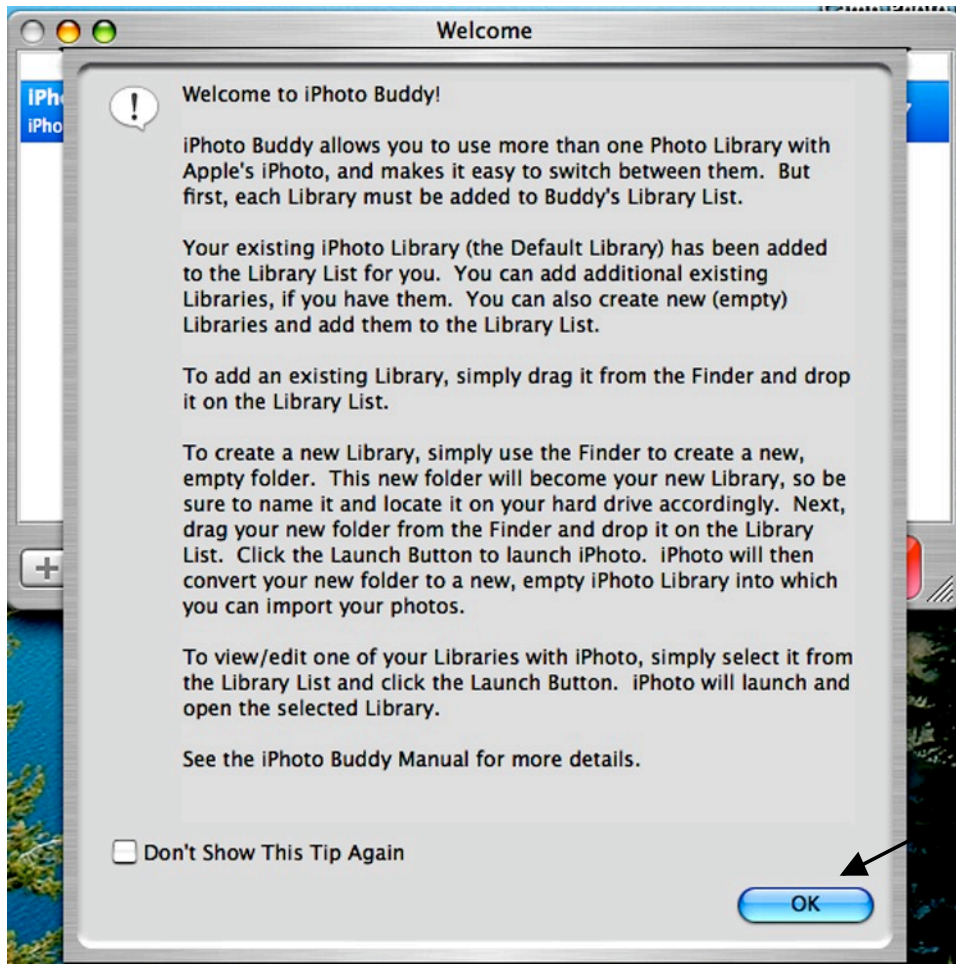 Welcome
iPh
iPho
Welcome to iPhoto Buddy!
iPhoto Buddy allows you to use more than one Photo Library with
Apple's iPhoto, and makes it easy to switch between them.  But
first, each Library must be added to Buddy's Library List.
Your existing iPhoto Library (the Default Library) has been added
to the Library List for you.  You can add additional existing
Libraries, if you have them.  You can also create new (empty)
Libraries and add them to the Library List.
To add an existing Library, simply drag it from the Finder and drop
it on the Library List.
To create a new Library, simply use the Finder to create a new,
empty folder.  This new folder will become your new Library, so be
sure to name it and locate it on your hard drive accordingly.  Next,
drag your new folder from the Finder and drop it on the Library
List.  Click the Launch Button to launch iPhoto.  iPhoto will then
convert your new folder to a new, empty iPhoto Library into which
you can import your photos.
To view/edit one of your Libraries with iPhoto, simply select it from
the Library List and click the Launch Button.  iPhoto will launch and
open the selected Library.
See the iPhoto Buddy Manual for more details.
Don't Show This Tip Again
OK